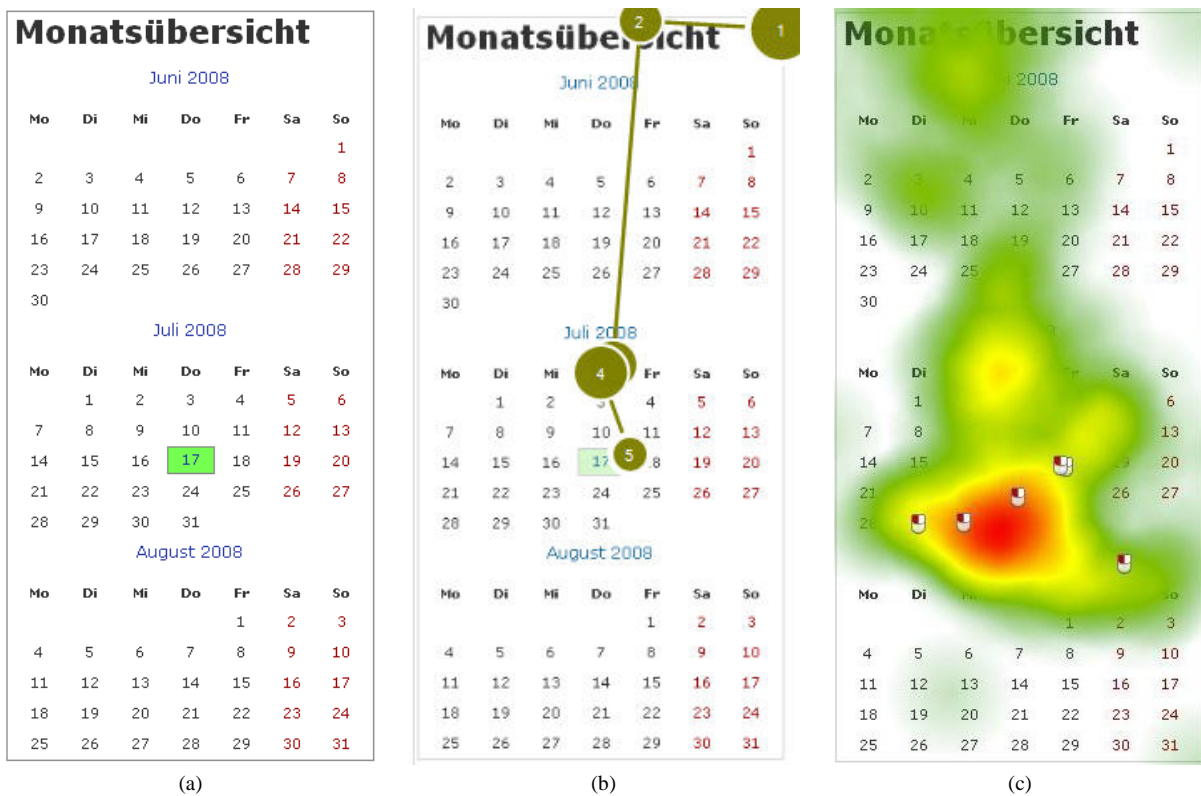 Monatsübersicht
Juni 2008
Mo Di Mi Do Fr Sa So
1
2 3 4 5 6 7 8
9 10 11 12 13 14 15
16 17 18 19 20 21 22
23 24 25 26 27 28 29
30
Juli 2008
Mo Di Mi Do Fr Sa So
1 2 3 4 5 6
7 8 9 10 11 12 13
14 15 16 17 18 19 20
21 22 23 24 25 26 27
28 29 30 31
August 2008
Mo Di Mi Do Fr Sa So
1 2 3
4 5 6 7 8 9 10
11 12 13 14 15 16 17
18 19 20 21 22 23 24
25 26 27 28 29 30 31
(a)
2 1
Monatsübersicht
Juni 2008
Mo Di Mi Do Fr Sa So
1
2 3 4 5 6 7 8
9 10 11 12 13 14 15
16 17 18 19 20 21 22
23 24 25 26 27 28 29
30
Juli 2008
Mo Di Mi 4 Fr Sa So
1 2 3 4 5 6
7 8 9 10 11 12 13
14 15 16 17 5 8 19 20
21 22 23 24 25 26 27
28 29 30 31
August 2008
Mo Di Mi Do Fr Sa So
1 2 3
4 5 6 7 8 9 10
11 12 13 14 15 16 17
18 19 20 21 22 23 24
25 26 27 28 29 30 31
(b)
Monatsübersicht
2008
Mo Di Mi Do Fr Sa So
1
2 3 4 5 6 7 8
9 10 11 12 13 14 15
16 17 18 19 20 21 22
23 24 25 27 28 29
30
Mo Di Fr Sa So
1 6
7 8 13
14 15 19 20
21 26 27
28
Mo Di So
1 2 3
4 5 6 7 8 9 10
11 12 13 14 15 16 17
18 19 20 21 22 23 24
25 26 27 28 29 30 31
(c)